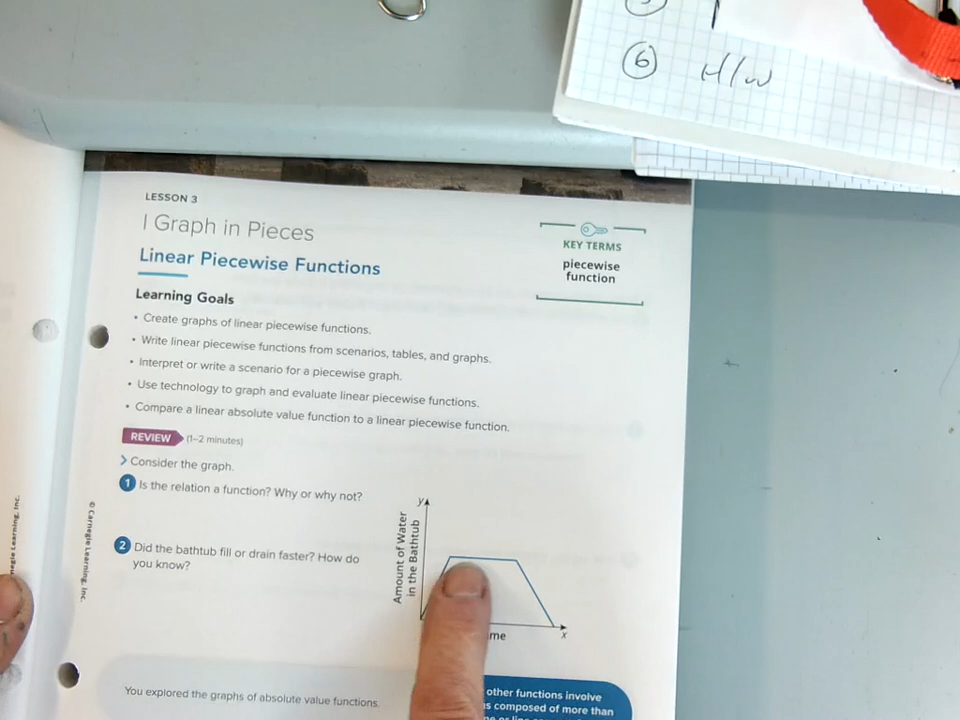 6 H/W
LESSON 3
I Graph in Pieces
Linear Piecewise Functions
KEY TERMS
piecewise
function
Learning Goals
• Create graphs of linear piecewise functions.
• Write linear piecewise functions from scenarios, tables, and graphs.
• Interpret or write a scenario for a piecewise graph.
• Use technology to graph and evaluate linear piecewise functions.
• Compare a linear absolute value function to a linear piecewise function.
REVIEW (1–2 minutes)
> Consider the graph.
1 Is the relation a function? Why or why not?
2 Did the bathtub fill or drain faster? How do
you know?
y
Amount of Water
in the Bathtub
me
x
© Carnegie Learning, Inc.
negie Learning, Inc.
You explored the graphs of absolute value functions.
other functions involve
s composed of more than